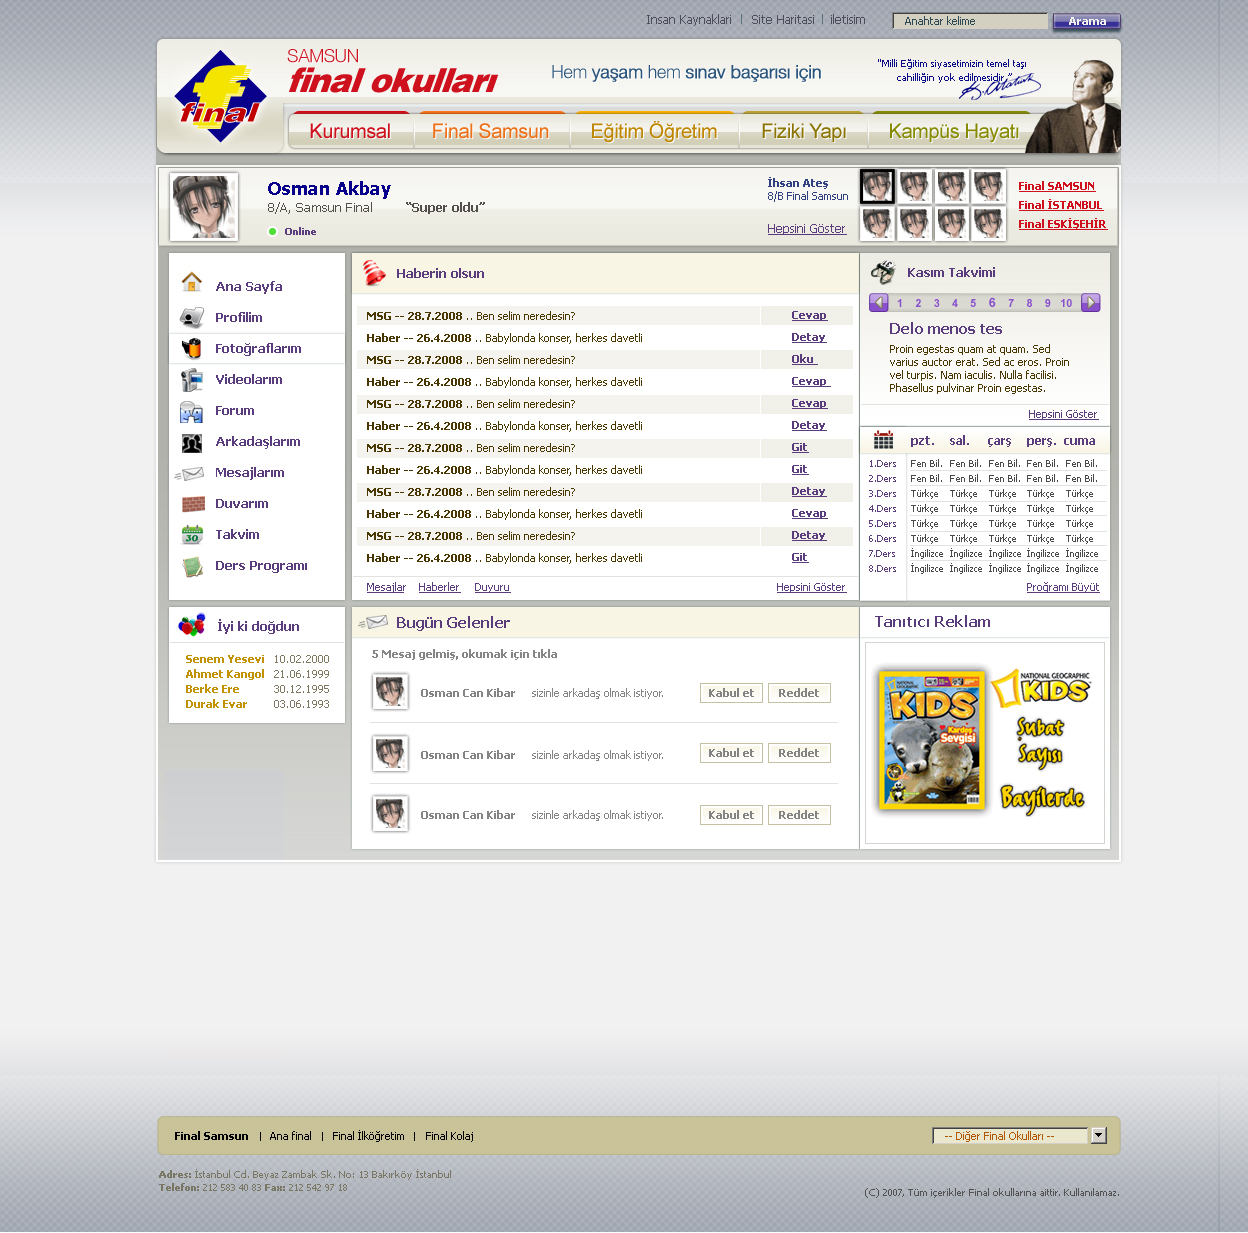 Insan Kaynaklari | Site Haritasi | iletisim
Anahtar kelime
Arama
final
SAMSUN
final okulları
Hem yaşam hem sınav başarısı için
"Milli Eğitim siyasetimizin temel taşı
cahilliğin yok edilmesidir."
Kurumsal
Final Samsun
Eğitim Öğretim
Fiziki Yapı
Kampüs Hayatı
Osman Akbay
8/A, Samsun Final
"Super oldu"
Online
İhsan Ateş
8/B Final Samsun
Hepsini Göster
Final SAMSUN
Final İSTANBUL
Final ESKİŞEHİR
Ana Sayfa
Profilim
Fotoğraflarım
Videolarım
Forum
Arkadaşlarım
Mesajlarım
Duvarım
30
Takvim
Ders Programı
Haberin olsun
MSG -- 28.7.2008 .. Ben selim neredesin? Cevap
Haber -- 26.4.2008 .. Babylonda konser, herkes davetli Detay
MSG -- 28.7.2008 .. Ben selim neredesin? Oku
Haber -- 26.4.2008 .. Babylonda konser, herkes davetli Cevap
MSG -- 28.7.2008 .. Ben selim neredesin? Cevap
Haber -- 26.4.2008 .. Babylonda konser, herkes davetli Detay
MSG -- 28.7.2008 .. Ben selim neredesin? Git
Haber -- 26.4.2008 .. Babylonda konser, herkes davetli Git
MSG -- 28.7.2008 .. Ben selim neredesin? Detay
Haber -- 26.4.2008 .. Babylonda konser, herkes davetli Cevap
MSG -- 28.7.2008 .. Ben selim neredesin? Detay
Haber -- 26.4.2008 .. Babylonda konser, herkes davetli Git
Mesajlar Haberler Duyuru Hepsini Göster
Kasım Takvimi
1 2 3 4 5 6 7 8 9 10
Delo menos tes
Proin egestas quam at quam. Sed
varius auctor erat. Sed ac eros. Proin
vel turpis. Nam iaculis. Nulla facilisi.
Phasellus pulvinar Proin egestas.
Hepsini Göster
pzt. sal. çarş perş. cuma
1.Ders Fen Bil. Fen Bil. Fen Bil. Fen Bil. Fen Bil.
2.Ders Fen Bil. Fen Bil. Fen Bil. Fen Bil. Fen Bil.
3.Ders Türkçe Türkçe Türkçe Türkçe Türkçe
4.Ders Türkçe Türkçe Türkçe Türkçe Türkçe
5.Ders Türkçe Türkçe Türkçe Türkçe Türkçe
6.Ders Türkçe Türkçe Türkçe Türkçe Türkçe
7.Ders İngilizce İngilizce İngilizce İngilizce İngilizce
8.Ders İngilizce İngilizce İngilizce İngilizce İngilizce
Proğramı Büyüt
İyi ki doğdun
Senem Yesevi 10.02.2000
Ahmet Kangol 21.06.1999
Berke Ere 30.12.1995
Durak Evar 03.06.1993
Bugün Gelenler
5 Mesaj gelmiş, okumak için tıkla
Osman Can Kibar sizinle arkadaş olmak istiyor. Kabul et Reddet
Osman Can Kibar sizinle arkadaş olmak istiyor. Kabul et Reddet
Osman Can Kibar sizinle arkadaş olmak istiyor. Kabul et Reddet
Tanıtıcı Reklam
KIDS
Kardeş
Sevgisi
NATIONAL GEOGRAPHIC
KIDS
Şubat
Sayısı
Bayilerde
Final Samsun | Ana final | Final İlköğretim | Final Kolaj
-- Diğer Final Okulları --
Adres: İstanbul Cd. Beyaz Zambak Sk. No: 13 Bakırköy İstanbul
Telefon: 212 583 40 83 Fax: 212 542 97 18
(C) 2007, Tüm içerikler Final okullarına aittir. Kullanılamaz.